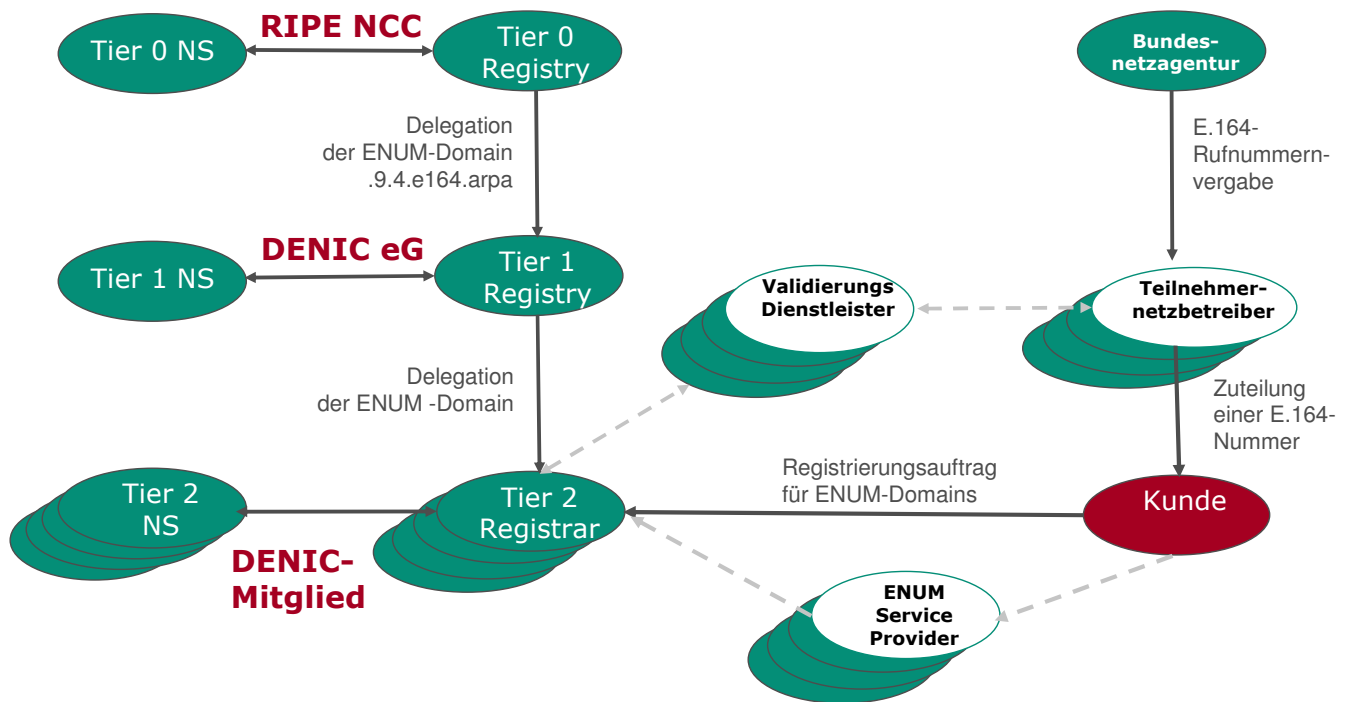 RIPE NCC
Tier 0 NS
Tier 0
Registry
Bundes-
netzagentur
Delegation
der ENUM-Domain
.9.4.e164.arpa
E.164-
Rufnummern-
vergabe
DENIC eG
Tier 1 NS
Tier 1
Registry
Validierungs
Dienstleister
Teilnehmer-
netzbetreiber
Delegation
der ENUM -Domain
Zuteilung
einer E.164-
Nummer
Registrierungsauftrag
für ENUM-Domains
Tier 2
NS
Tier 2
Registrar
Kunde
DENIC-
Mitglied
ENUM
Service
Provider